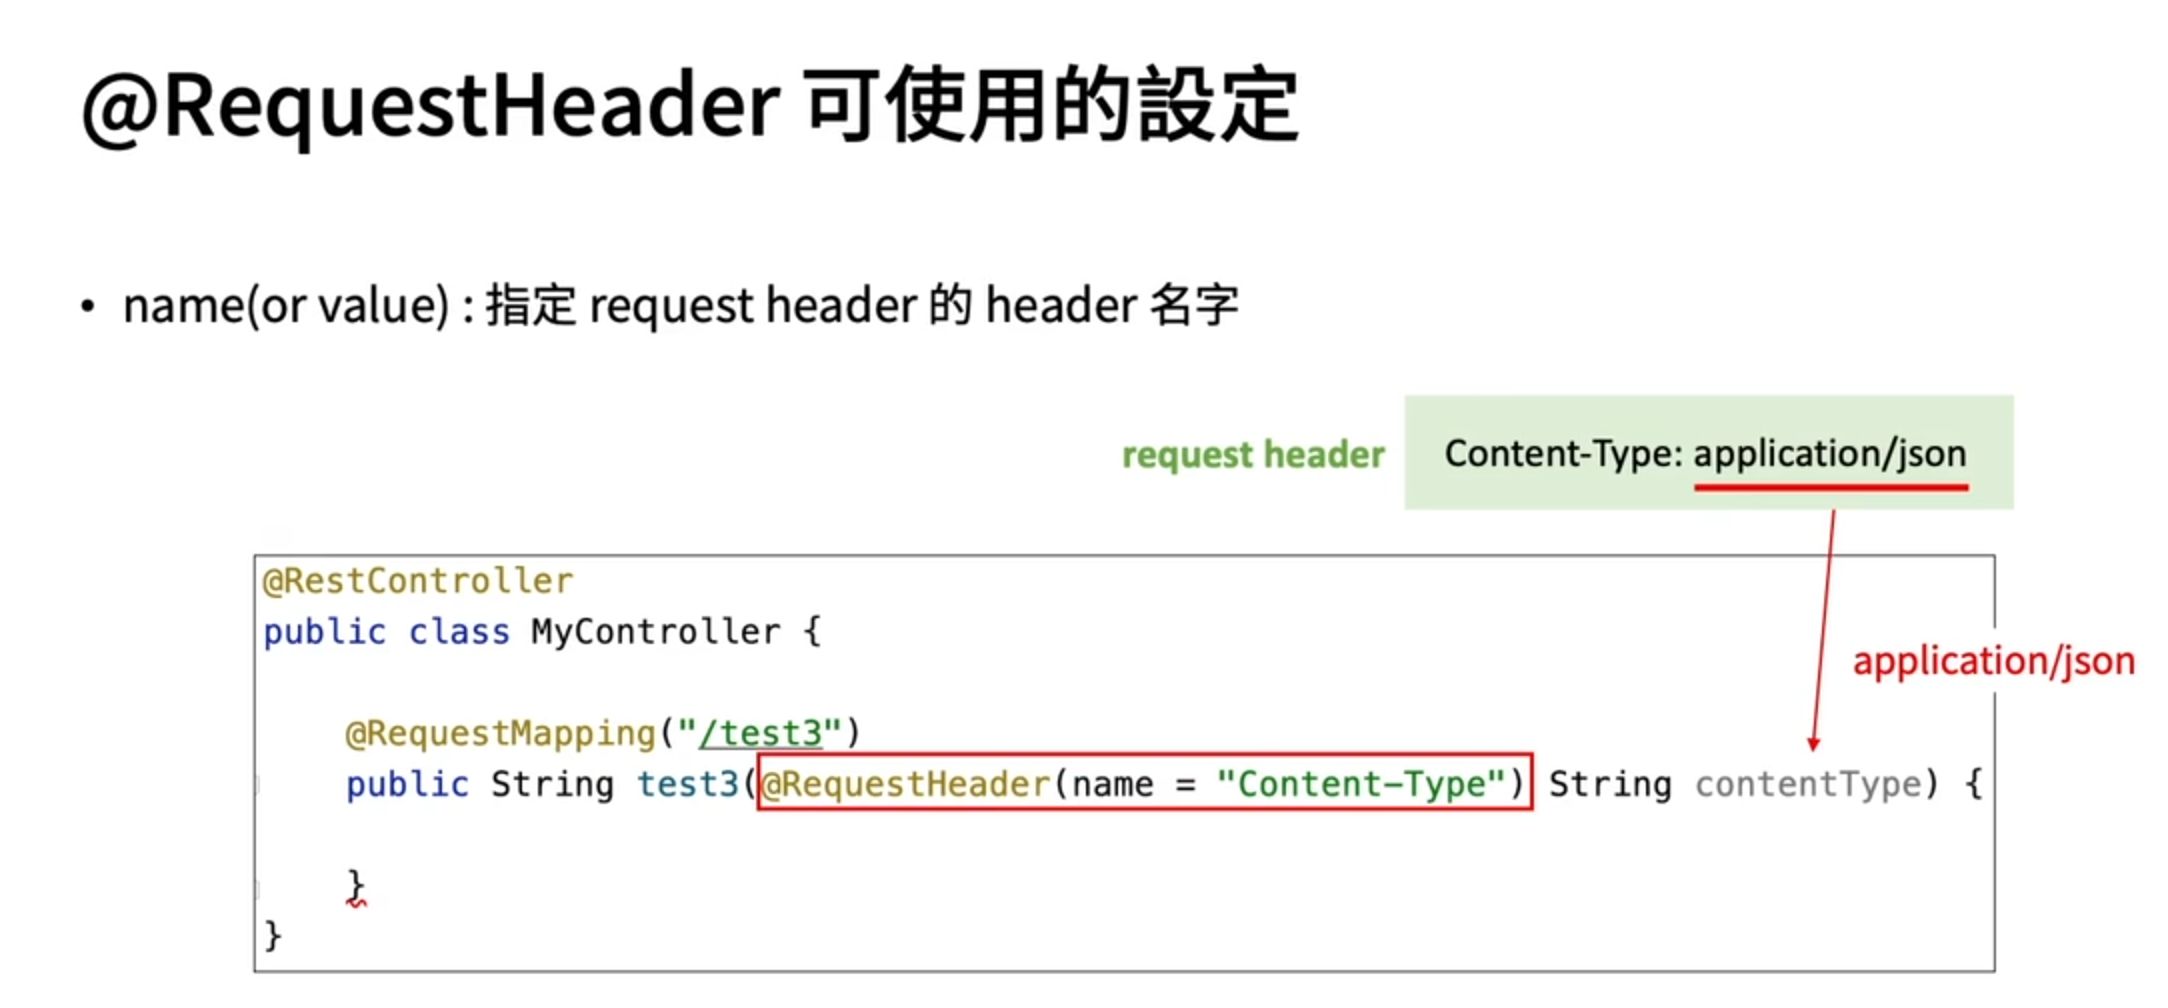 @RequestHeader 可使用的設定
• name(or value) : 指定 request header 的 header 名字
request header
Content-Type: application/json
@RestController
public class MyController {
application/json
@RequestMapping("/test3")
public String test3(@RequestHeader(name = "Content-Type") String contentType) {
}
}